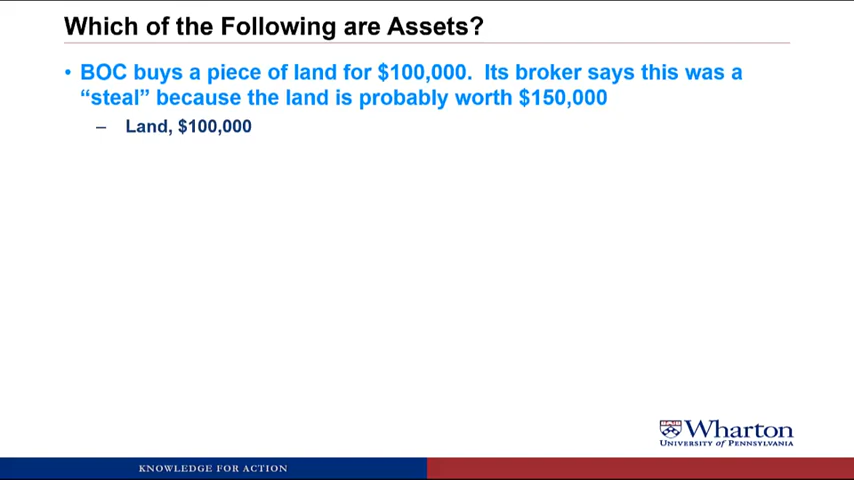 Which of the Following are Assets?
• BOC buys a piece of land for $100,000.  Its broker says this was a
“steal” because the land is probably worth $150,000
– Land, $100,000
Wharton
UNIVERSITY of PENNSYLVANIA
KNOWLEDGE FOR ACTION